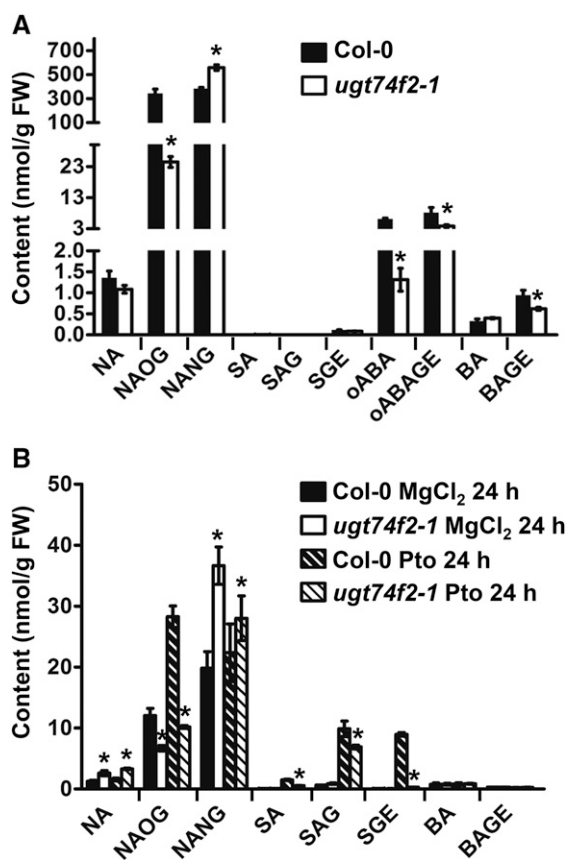 A
Content (nmol/g FW)
700
500
300
100
23
13
3
2.0
1.5
1.0
0.5
0.0
Col-0
ugt74f2-1
* * * * *
*
NA NAOG NANG SA SAG SGE oABA oABAGE BA BAGE
B
Content (nmol/g FW)
50
40
30
20
10
0
Col-0 MgCl₂ 24 h
ugt74f2-1 MgCl₂ 24 h
Col-0 Pto 24 h
ugt74f2-1 Pto 24 h
* * * * * * * * *
NA NAOG NANG SA SAG SGE BA BAGE